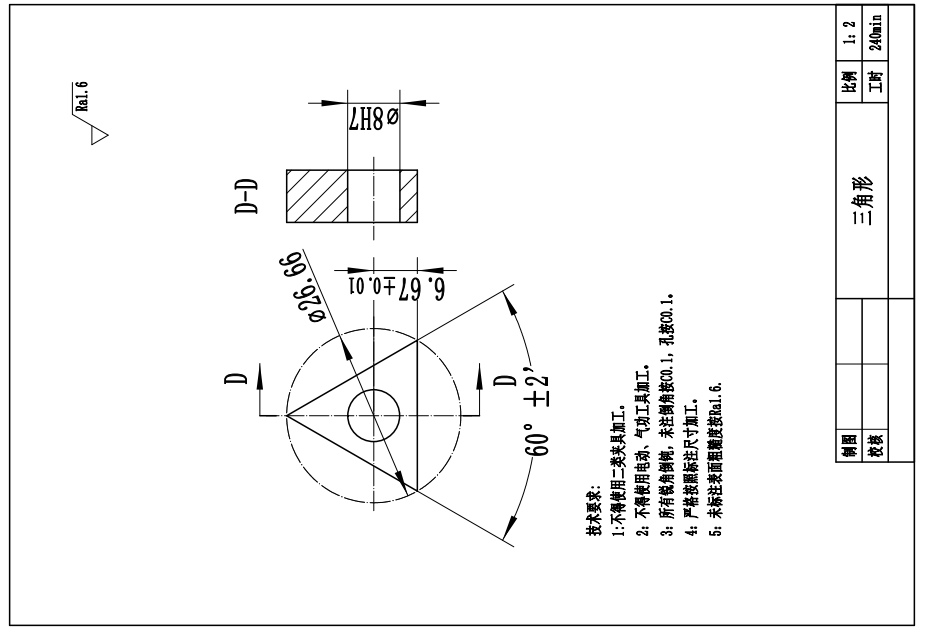 Ra1.6
D-D
⌀8H7
⌀26.66
6.67±0.01
D
D
60°±2′
技术要求:
1:不得使用二类夹具加工。
2: 不得使用电动、气功工具加工。
3: 所有锐角倒钝, 未注倒角按C0.1, 孔按C0.1。
4: 严格按照标注尺寸加工。
5: 未标注表面粗糙度按Ra1.6.
制图
校核
三角形
比例
1: 2
工时
240min